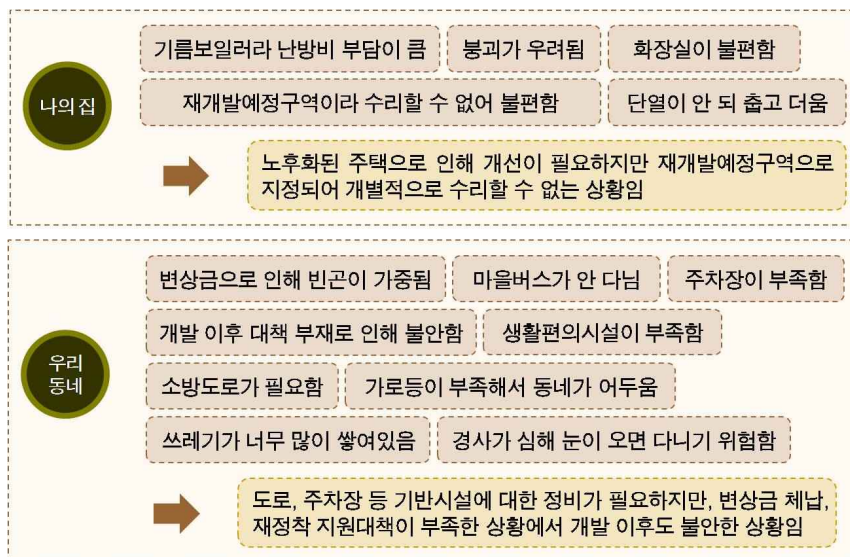 기름보일러라 난방비 부담이 큼
붕괴가 우려됨
화장실이 불편함
나의 집
재개발예정구역이라 수리할 수 없어 불편함
단열이 안 되 춥고 더움
노후화된 주택으로 인해 개선이 필요하지만 재개발예정구역으로
지정되어 개별적으로 수리할 수 없는 상황임
변상금으로 인해 빈곤이 가중됨
마을버스가 안 다님
주차장이 부족함
개발 이후 대책 부재로 인해 불안함
생활편의시설이 부족함
우리
동네
소방도로가 필요함
가로등이 부족해서 동네가 어두움
쓰레기가 너무 많이 쌓여있음
경사가 심해 눈이 오면 다니기 위험함
도로, 주차장 등 기반시설에 대한 정비가 필요하지만, 변상금 체납,
재정착 지원대책이 부족한 상황에서 개발 이후도 불안한 상황임